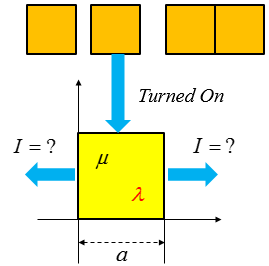 Turned On
I = ?
I = ?
μ
λ
a